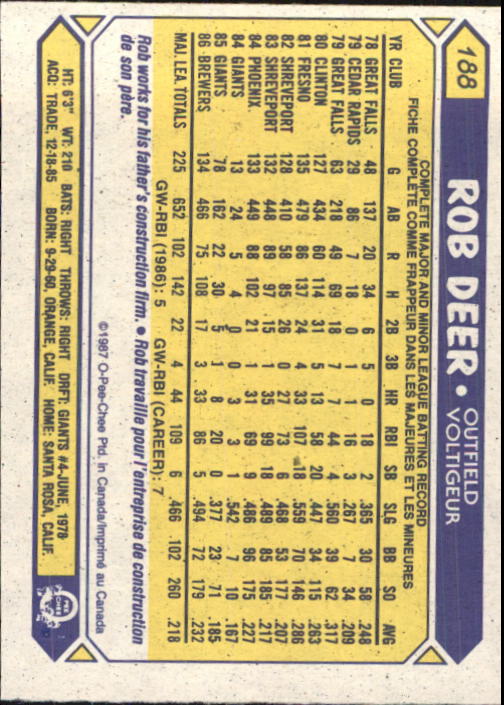 188
ROB DEER • OUTFIELD
VOLTIGEUR
COMPLETE MAJOR AND MINOR LEAGUE BATTING RECORD
FICHE COMPLÈTE COMME FRAPPEUR DANS LES MAJEURES ET LES MINEURES
YR CLUB G AB R H 2B 3B HR RBI SB SLG BB SO AVG
78 GREAT FALLS 48 137 20 34 6 5 0 18 2 .365 30 58 .248
79 CEDAR RAPIDS 29 86 7 18 0 1 1 16 3 .267 7 34 .209
79 GREAT FALLS 63 218 49 69 18 7 7 44 4 .560 39 62 .317
80 CLINTON 127 434 60 114 31 5 13 58 20 .447 34 115 .263
81 FRESNO 135 479 86 137 24 4 33 107 18 .559 70 146 .286
82 SHREVEPORT 128 410 58 85 26 0 27 73 6 .468 53 177 .207
83 SHREVEPORT 132 448 89 97 15 1 35 99 18 .489 85 185 .217
84 PHOENIX 133 449 88 102 21 1 31 69 9 .486 96 175 .227
84 GIANTS 13 24 5 4 0 0 3 3 1 .542 7 10 .167
85 GIANTS 78 162 22 30 5 1 8 20 0 .377 23 71 .185
86 BREWERS 134 466 75 108 17 3 33 86 5 .494 72 179 .232
MAJ. LEA. TOTALS 225 652 102 142 22 4 44 109 6 .466 102 260 .218
GW-RBI (1986): 5 GW-RBI (CAREER): 7
Rob works for his father's construction firm. • Rob travaille pour l'entreprise de construction
de son père.
©1987 O-Pee-Chee Ptd. in Canada/Imprimé au Canada
HT: 6'3" WT: 210 BATS: RIGHT THROWS: RIGHT DRFT: GIANTS #4-JUNE, 1978
ACQ: TRADE, 12-18-85 BORN: 9-29-60, ORANGE, CALIF. HOME: SANTA ROSA, CALIF.
O PEE CHEE